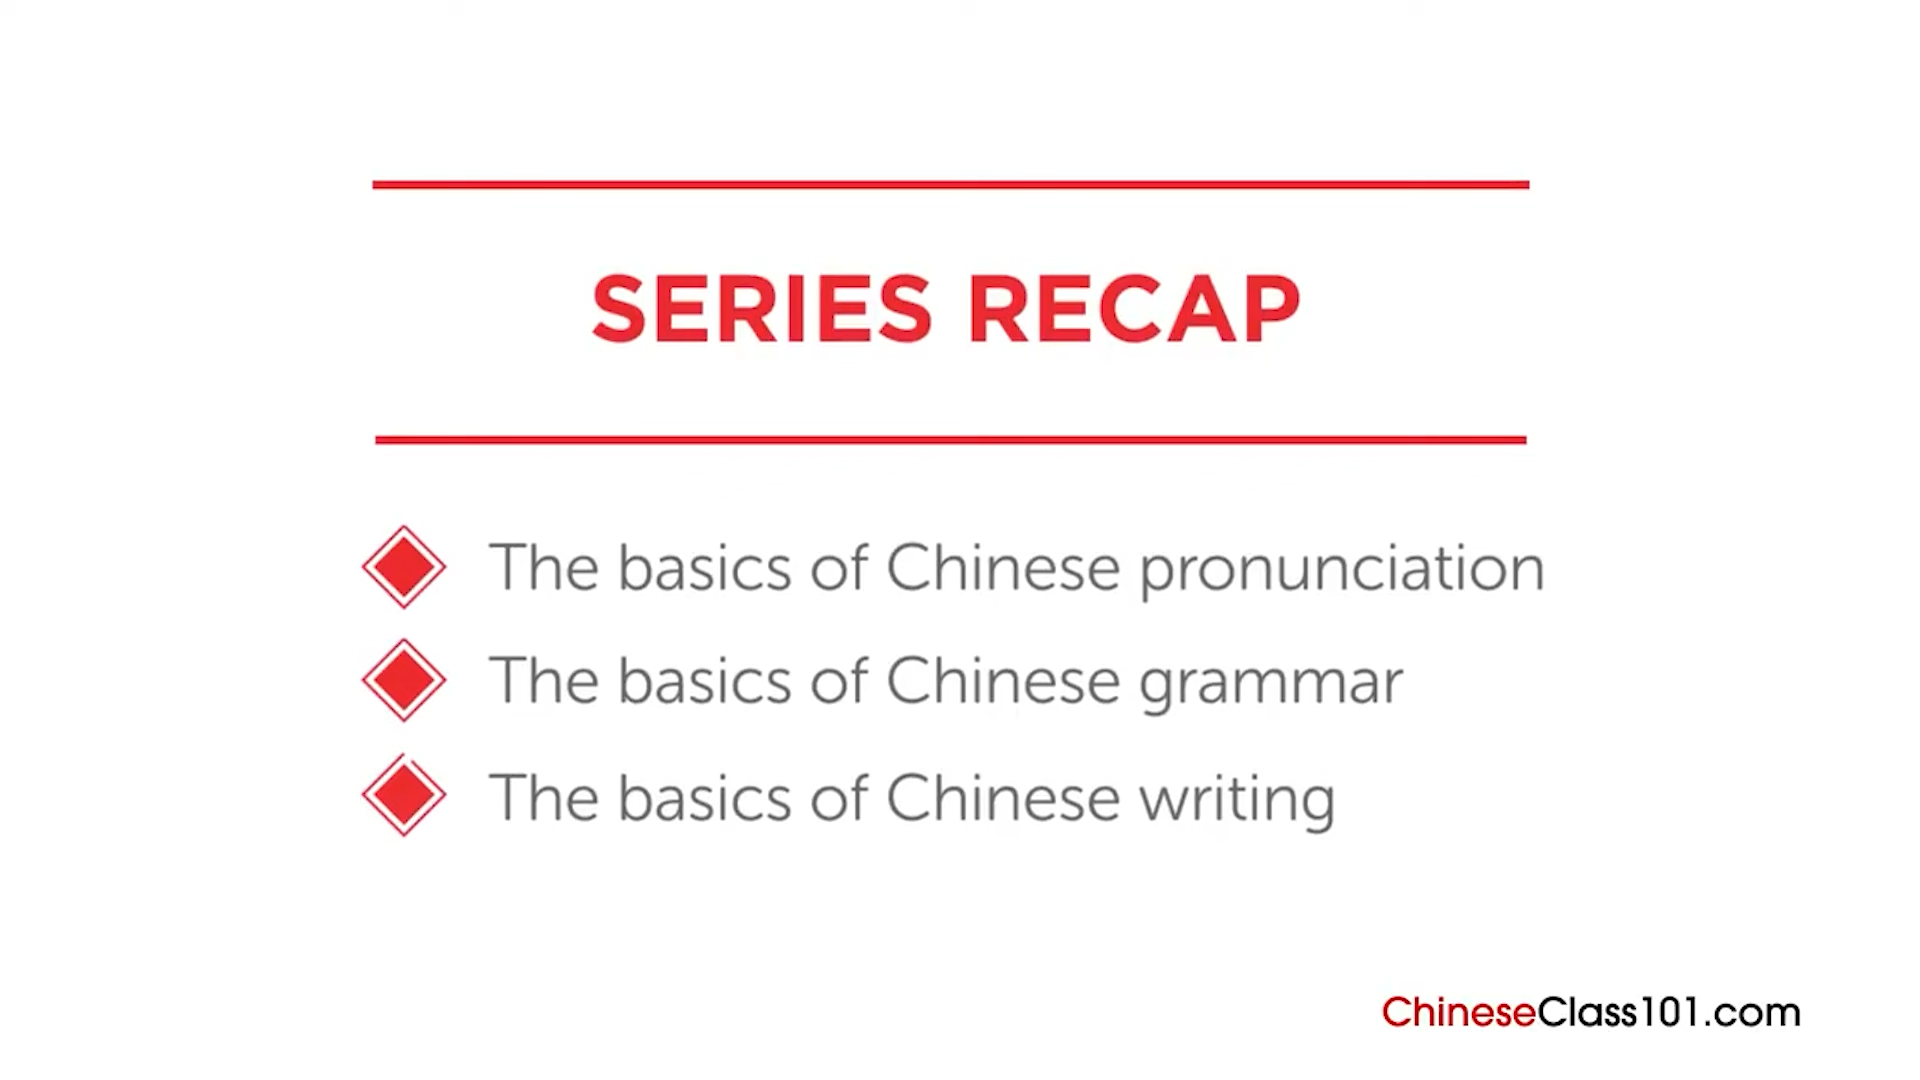 SERIES RECAP
The basics of Chinese pronunciation
The basics of Chinese grammar
The basics of Chinese writing
ChineseClass101.com